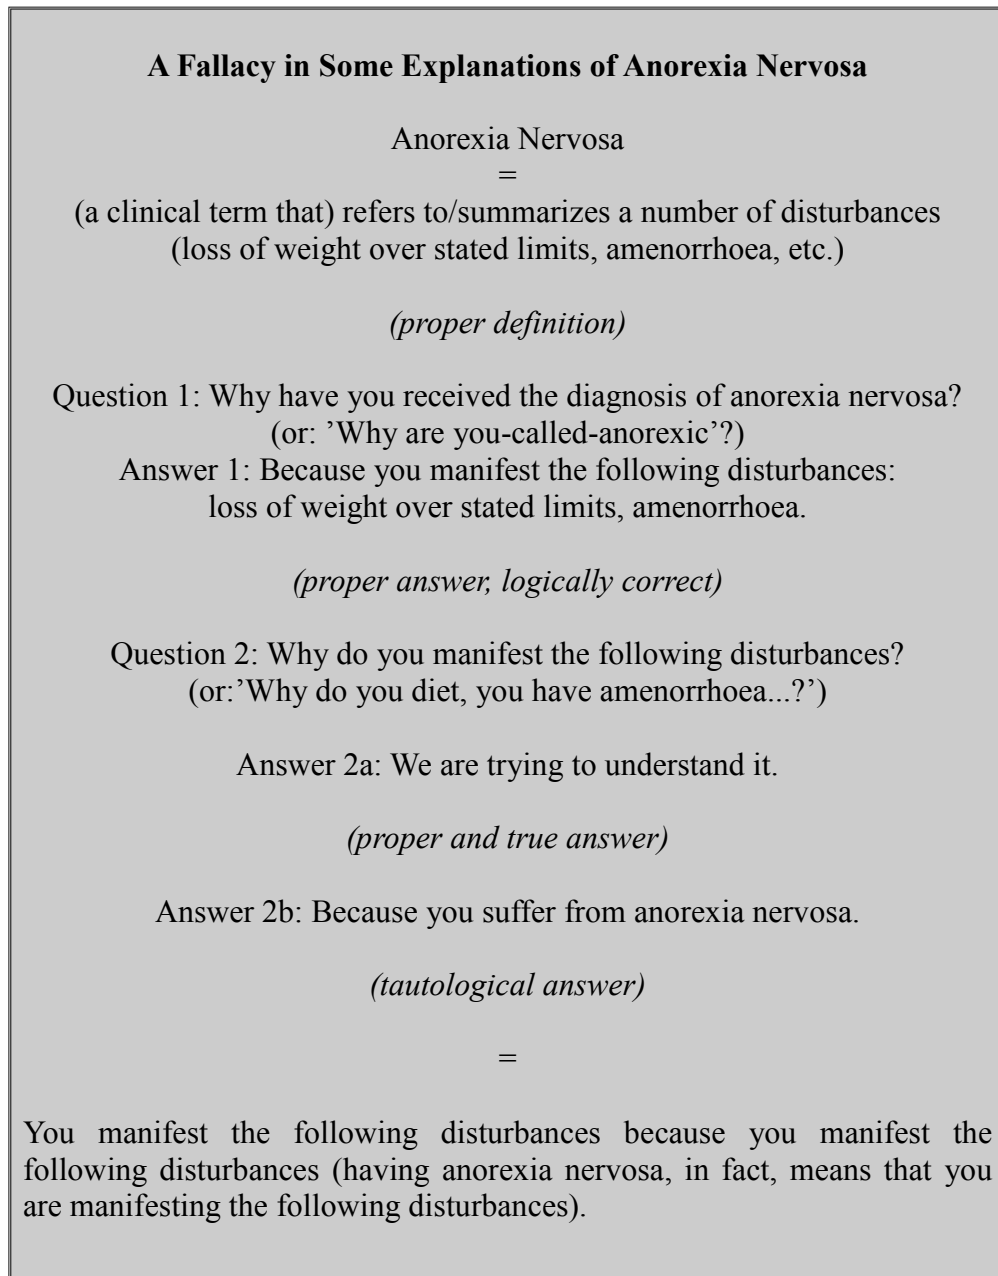 A Fallacy in Some Explanations of Anorexia Nervosa
Anorexia Nervosa
=
(a clinical term that) refers to/summarizes a number of disturbances
(loss of weight over stated limits, amenorrhoea, etc.)
(proper definition)
Question 1: Why have you received the diagnosis of anorexia nervosa?
(or: ’Why are you-called-anorexic’?)
Answer 1: Because you manifest the following disturbances:
loss of weight over stated limits, amenorrhoea.
(proper answer, logically correct)
Question 2: Why do you manifest the following disturbances?
(or:’Why do you diet, you have amenorrhoea...?’)
Answer 2a: We are trying to understand it.
(proper and true answer)
Answer 2b: Because you suffer from anorexia nervosa.
(tautological answer)
=
You manifest the following disturbances because you manifest the
following disturbances (having anorexia nervosa, in fact, means that you
are manifesting the following disturbances).